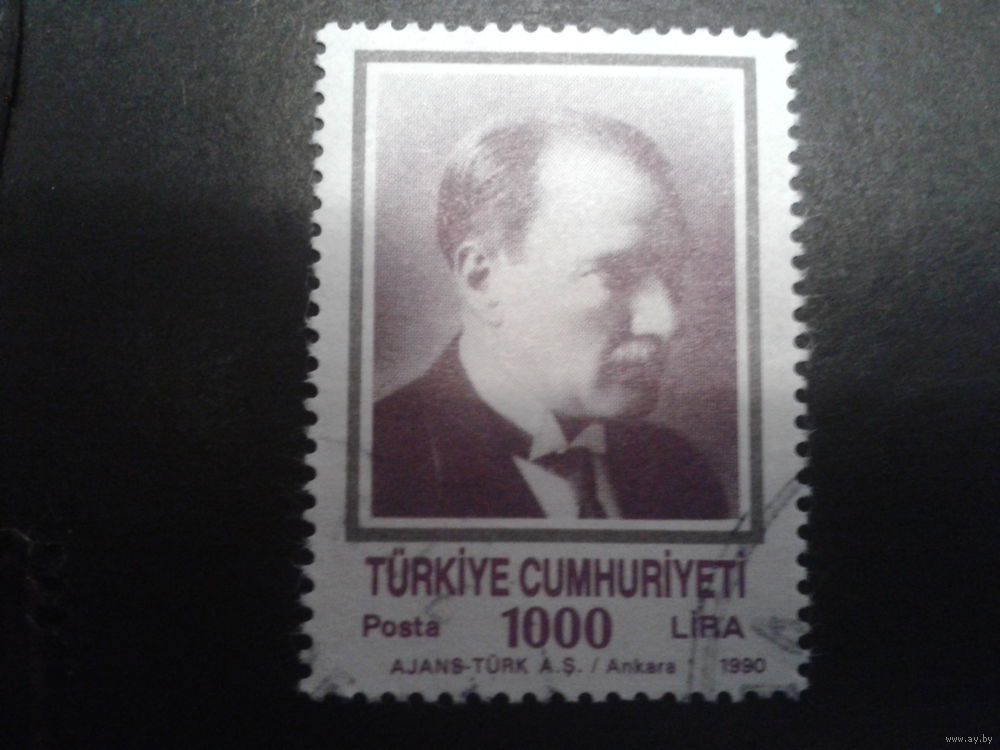 TÜRKİYE CUMHURİYETİ
Posta 1000 LİRA
AJANS-TÜRK A.Ş. / Ankara 1990
www.ay.by